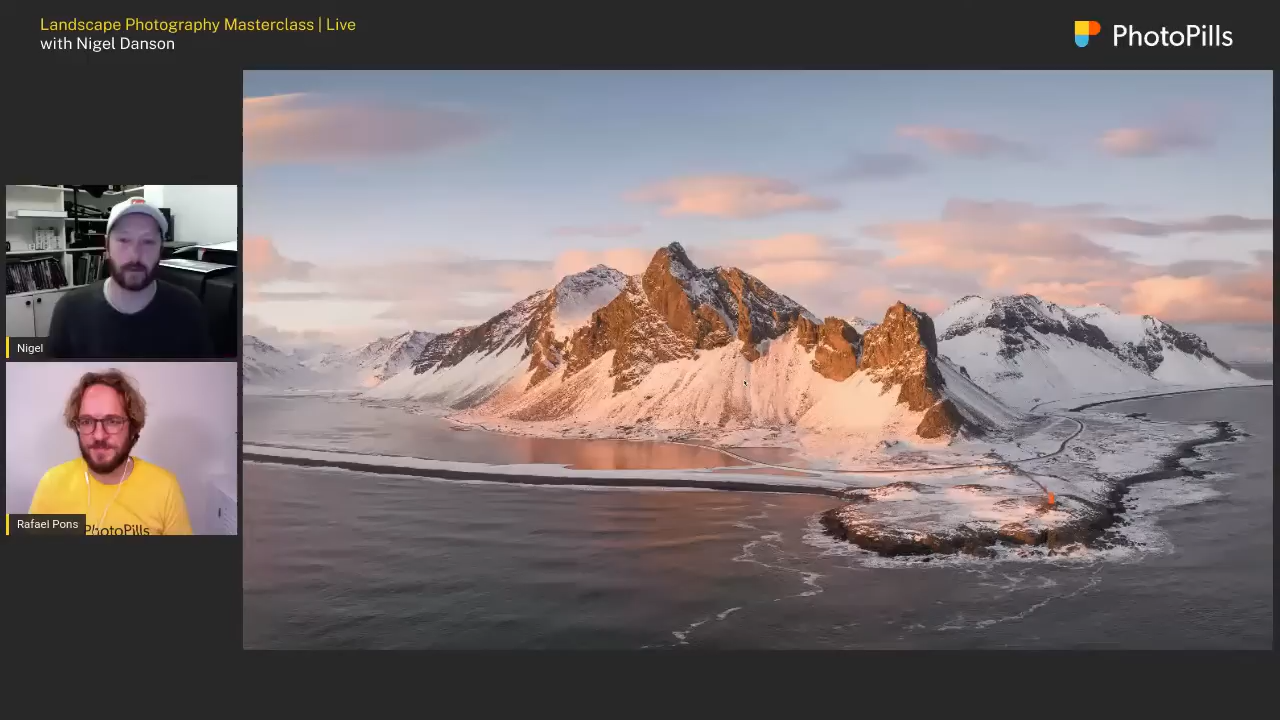 Landscape Photography Masterclass | Live
with Nigel Danson
PhotoPills
Nigel
Rafael Pons
PhotoPills